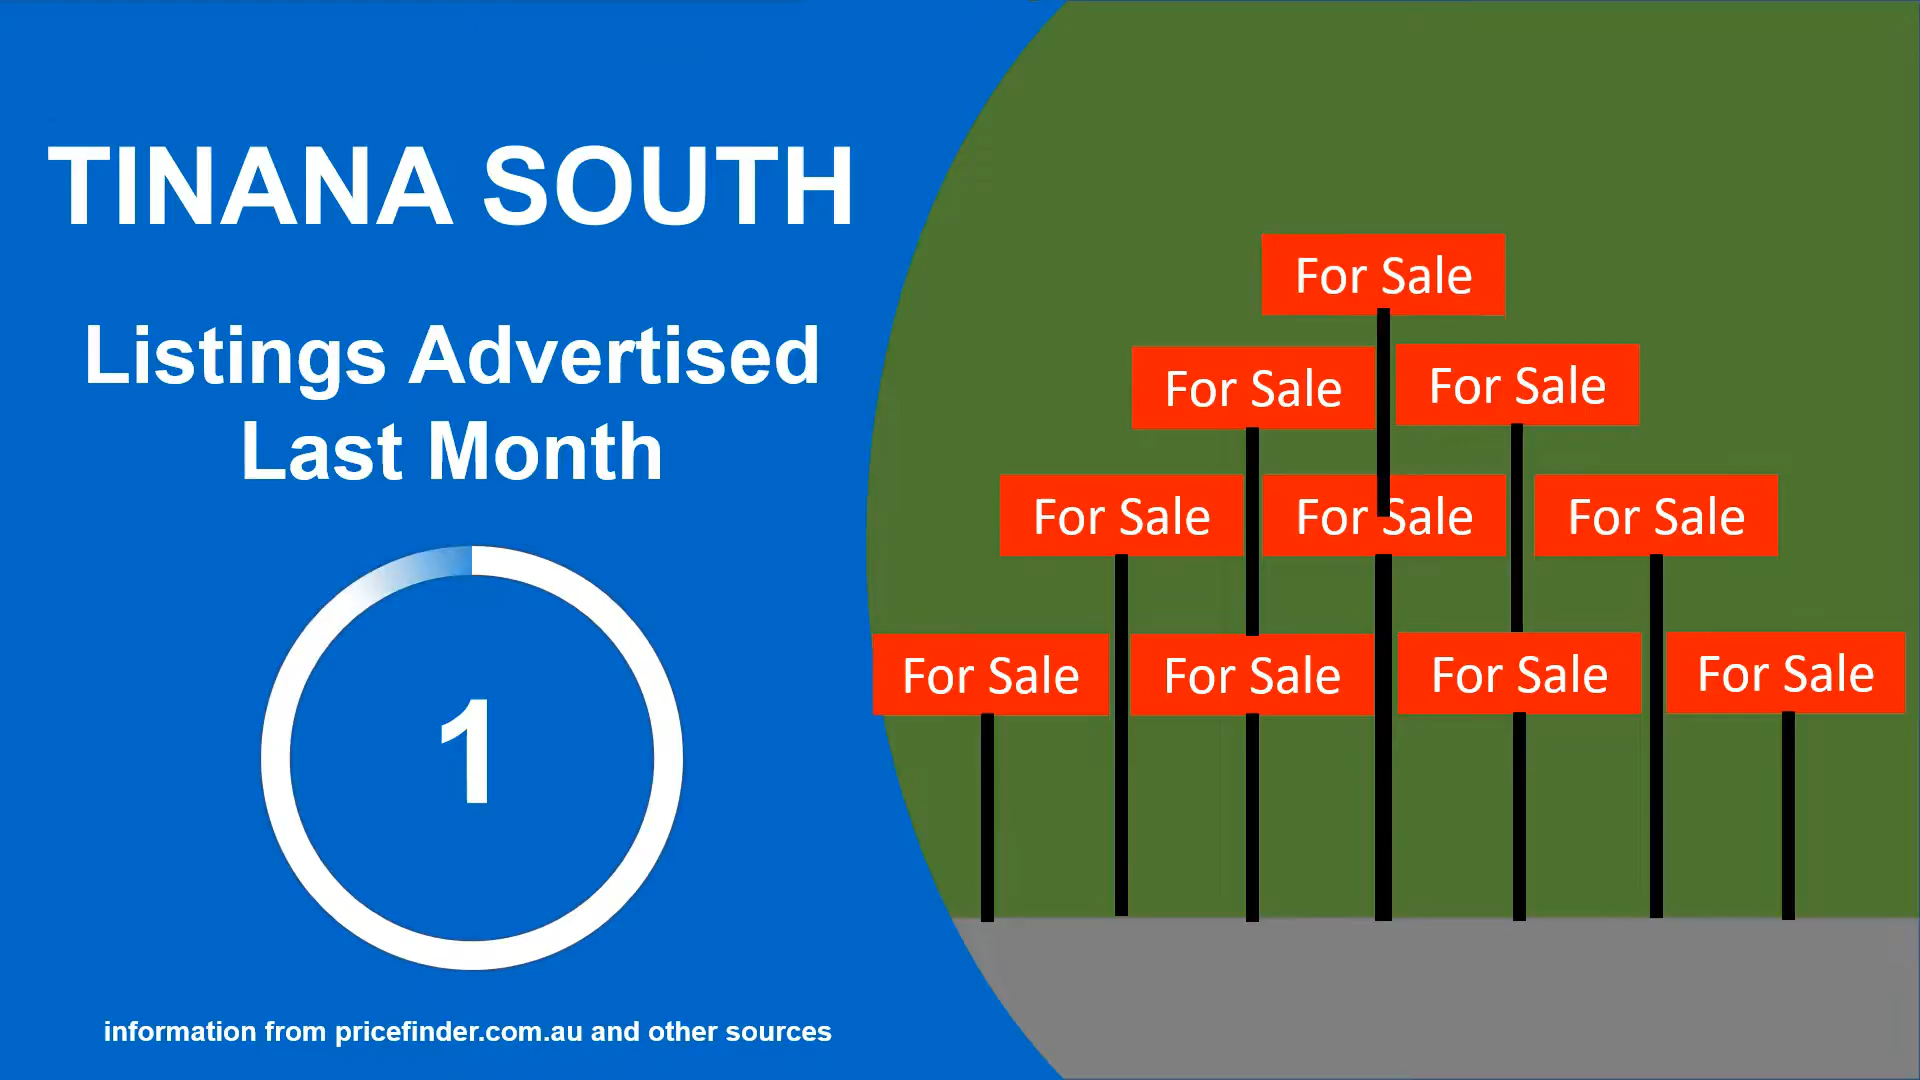 TINANA SOUTH
Listings Advertised
Last Month
1
information from pricefinder.com.au and other sources
For Sale
For Sale
For Sale
For Sale
For Sale
For Sale
For Sale
For Sale
For Sale
For Sale